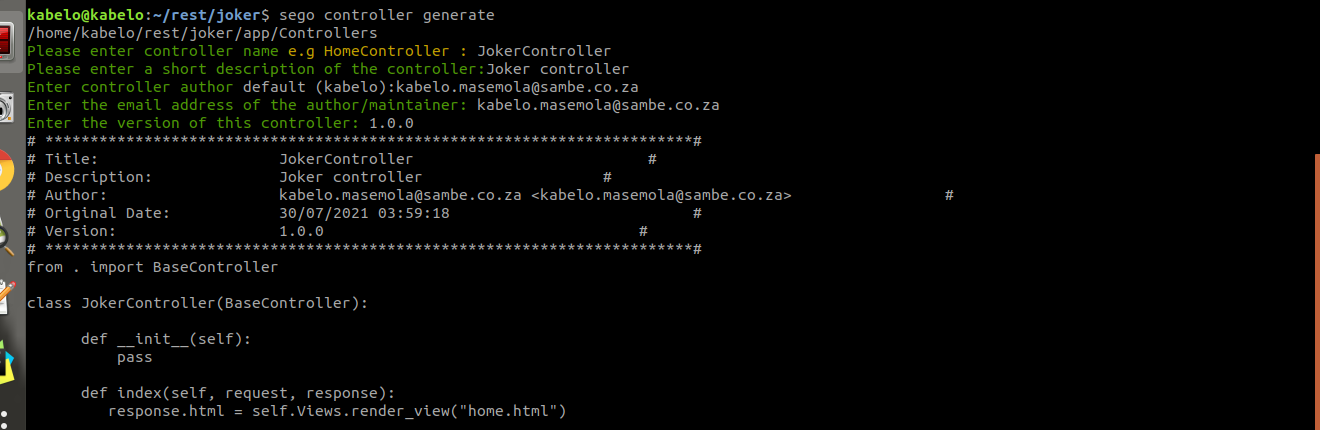 kabelo@kabelo:~/rest/joker$ sego controller generate
/home/kabelo/rest/joker/app/Controllers
Please enter controller name e.g HomeController : JokerController
Please enter a short description of the controller:Joker controller
Enter controller author default (kabelo):kabelo.masemola@sambe.co.za
Enter the email address of the author/maintainer: kabelo.masemola@sambe.co.za
Enter the version of this controller: 1.0.0
# ************************************************************************#
# Title:                    JokerController                          #
# Description:              Joker controller                    #
# Author:                   kabelo.masemola@sambe.co.za <kabelo.masemola@sambe.co.za>                 #
# Original Date:            30/07/2021 03:59:18                           #
# Version:                  1.0.0                                   #
# ************************************************************************#
from . import BaseController
class JokerController(BaseController):
      def __init__(self):
          pass
      def index(self, request, response):
         response.html = self.Views.render_view("home.html")